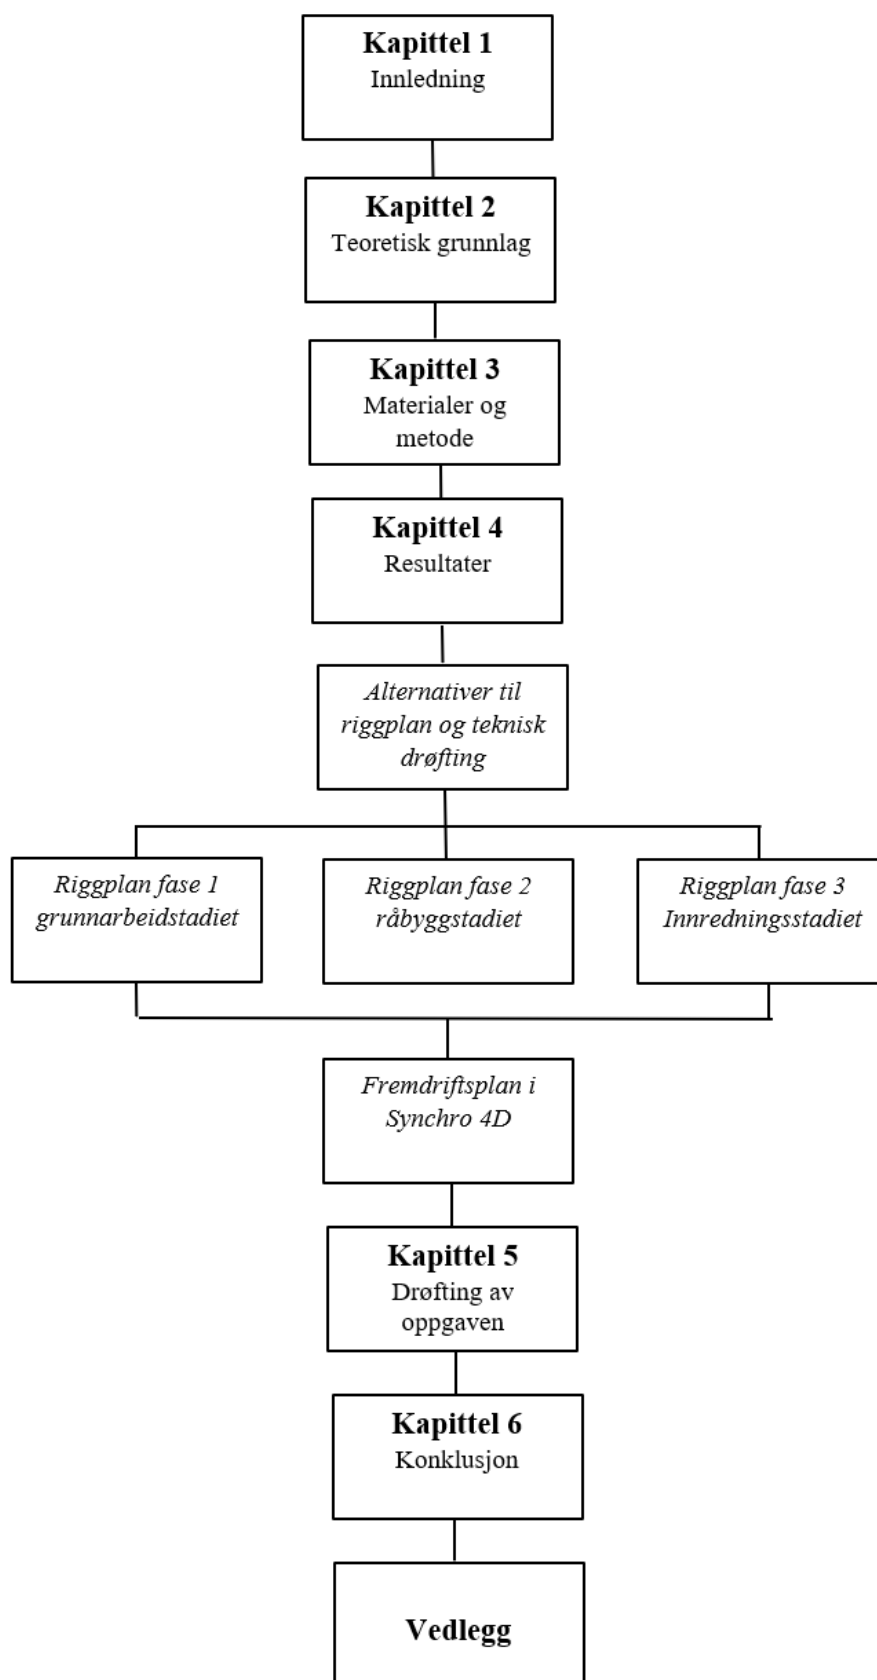 Kapittel 1
Innledning
Kapittel 2
Teoretisk grunnlag
Kapittel 3
Materialer og
metode
Kapittel 4
Resultater
Alternativer til
riggplan og teknisk
drøfting
Riggplan fase 1
grunnarbeidstadiet
Riggplan fase 2
råbyggstadiet
Riggplan fase 3
Innredningsstadiet
Fremdriftsplan i
Synchro 4D
Kapittel 5
Drøfting av
oppgaven
Kapittel 6
Konklusjon
Vedlegg